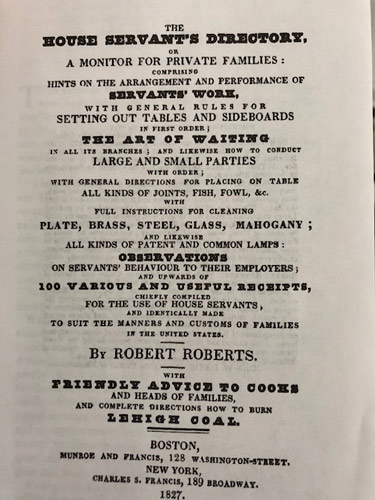 THE
HOUSE SERVANT'S DIRECTORY,
OR
A MONITOR FOR PRIVATE FAMILIES:
COMPRISING
HINTS ON THE ARRANGEMENT AND PERFORMANCE OF
SERVANTS' WORK,
WITH GENERAL RULES FOR
SETTING OUT TABLES AND SIDEBOARDS
IN FIRST ORDER;
THE ART OF WAITING
IN ALL ITS BRANCHES; AND LIKEWISE HOW TO CONDUCT
LARGE AND SMALL PARTIES
WITH ORDER;
WITH GENERAL DIRECTIONS FOR PLACING ON TABLE
ALL KINDS OF JOINTS, FISH, FOWL, &c.
WITH
FULL INSTRUCTIONS FOR CLEANING
PLATE, BRASS, STEEL, GLASS, MAHOGANY;
AND LIKEWISE
ALL KINDS OF PATENT AND COMMON LAMPS:
OBSERVATIONS
ON SERVANTS' BEHAVIOUR TO THEIR EMPLOYERS;
AND UPWARDS OF
100 VARIOUS AND USEFUL RECEIPTS,
CHIEFLY COMPILED
FOR THE USE OF HOUSE SERVANTS,
AND IDENTICALLY MADE
TO SUIT THE MANNERS AND CUSTOMS OF FAMILIES
IN THE UNITED STATES.
BY ROBERT ROBERTS.
WITH
FRIENDLY ADVICE TO COOKS
AND HEADS OF FAMILIES,
AND COMPLETE DIRECTIONS HOW TO BURN
LEHIGH COAL.
BOSTON,
MUNROE AND FRANCIS, 128 WASHINGTON-STREET.
NEW YORK,
CHARLES S. FRANCIS, 189 BROADWAY.
1827.